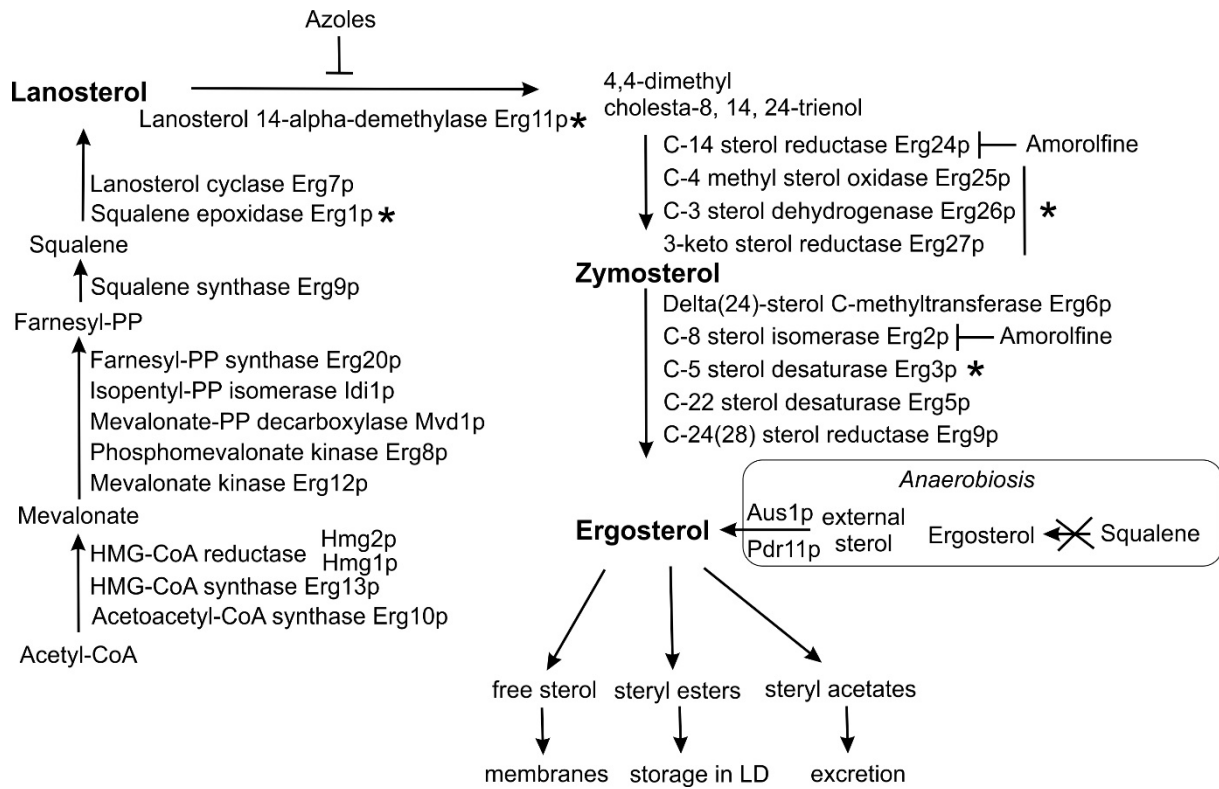 Azoles
Lanosterol
Lanosterol 14-alpha-demethylase Erg11p*
4,4-dimethyl
cholesta-8, 14, 24-trienol
C-14 sterol reductase Erg24p
Amorolfine
C-4 methyl sterol oxidase Erg25p
C-3 sterol dehydrogenase Erg26p
*
3-keto sterol reductase Erg27p
Lanosterol cyclase Erg7p
Squalene epoxidase Erg1p*
Squalene
Squalene synthase Erg9p
Farnesyl-PP
Farnesyl-PP synthase Erg20p
Isopentyl-PP isomerase Idi1p
Mevalonate-PP decarboxylase Mvd1p
Phosphomevalonate kinase Erg8p
Mevalonate kinase Erg12p
Mevalonate
HMG-CoA reductase
Hmg2p
Hmg1p
HMG-CoA synthase Erg13p
Acetoacetyl-CoA synthase Erg10p
Acetyl-CoA
Zymosterol
Delta(24)-sterol C-methyltransferase Erg6p
C-8 sterol isomerase Erg2p
Amorolfine
C-5 sterol desaturase Erg3p *
C-22 sterol desaturase Erg5p
C-24(28) sterol reductase Erg9p
Anaerobiosis
Ergosterol
Aus1p
Pdr11p
external
sterol
Ergosterol
Squalene
free sterol
steryl esters
steryl acetates
membranes
storage in LD
excretion